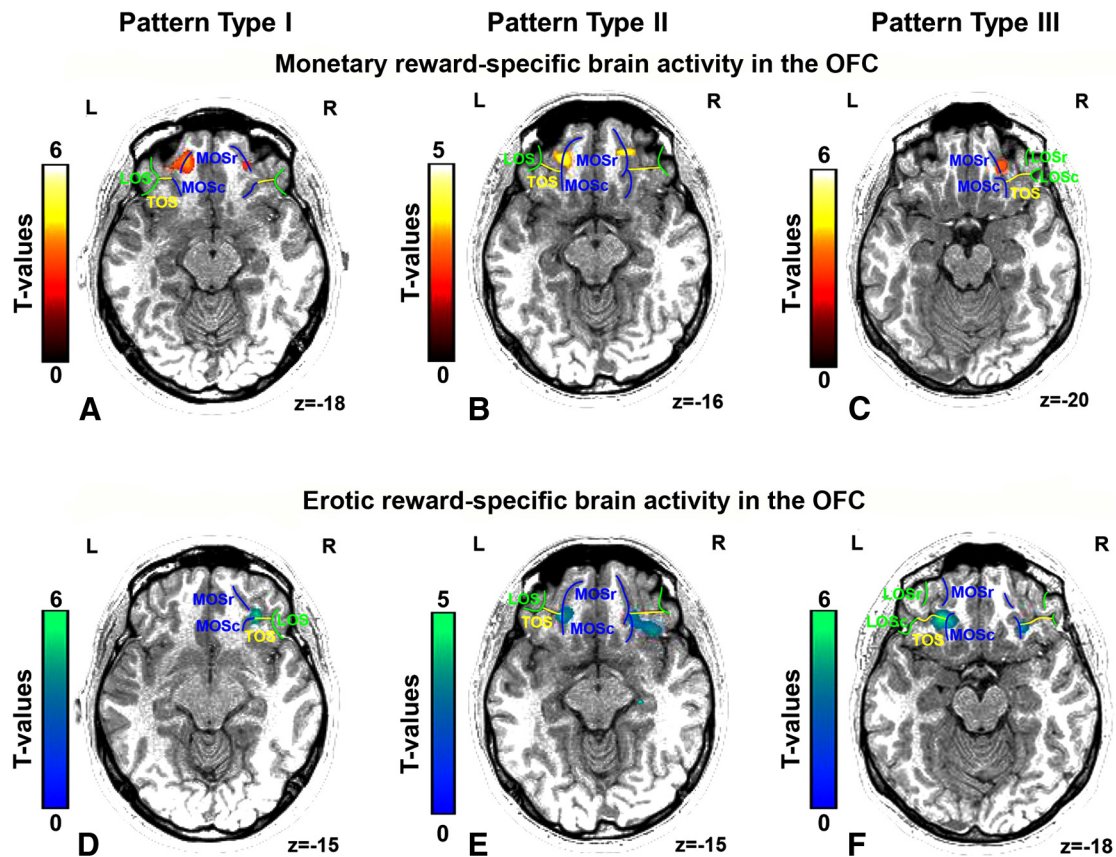 Pattern Type I
Pattern Type II
Pattern Type III
Monetary reward-specific brain activity in the OFC
L
R
L
R
L
R
6
T-values
0
LOS
TOS
MOSr
MOSc
A
z=-18
5
T-values
0
LOS
TOS
MOSr
MOSc
B
z=-16
6
T-values
0
MOSr
MOSc
TOS
LOSr
LOSc
C
z=-20
Erotic reward-specific brain activity in the OFC
L
R
L
R
L
R
6
T-values
0
MOSr
MOSc
TOS
LOS
D
z=-15
5
T-values
0
LOS
TOS
MOSr
MOSc
E
z=-15
6
T-values
0
LOSr
LOSc
TOS
MOSr
MOSc
F
z=-18